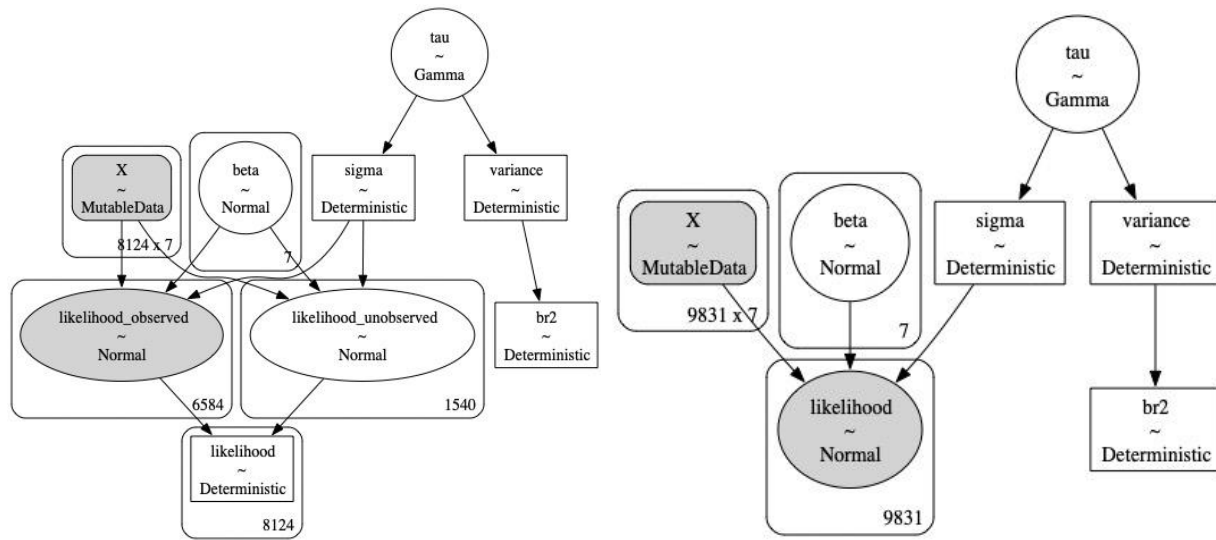 tau
~
Gamma
X
~
MutableData
8124 x 7
beta
~
Normal
7
sigma
~
Deterministic
variance
~
Deterministic
likelihood_observed
~
Normal
6584
likelihood_unobserved
~
Normal
1540
br2
~
Deterministic
likelihood
~
Deterministic
8124
tau
~
Gamma
X
~
MutableData
9831 x 7
beta
~
Normal
7
sigma
~
Deterministic
variance
~
Deterministic
likelihood
~
Normal
9831
br2
~
Deterministic